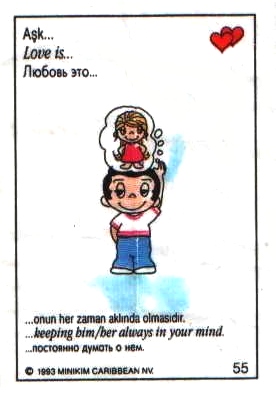 Aşk...
Love is...
Любовь это...
...onun her zaman aklında olmasıdır.
...keeping him/her always in your mind.
...постоянно думать о нем.
© 1993 MINIKIM CARIBBEAN NV.
55